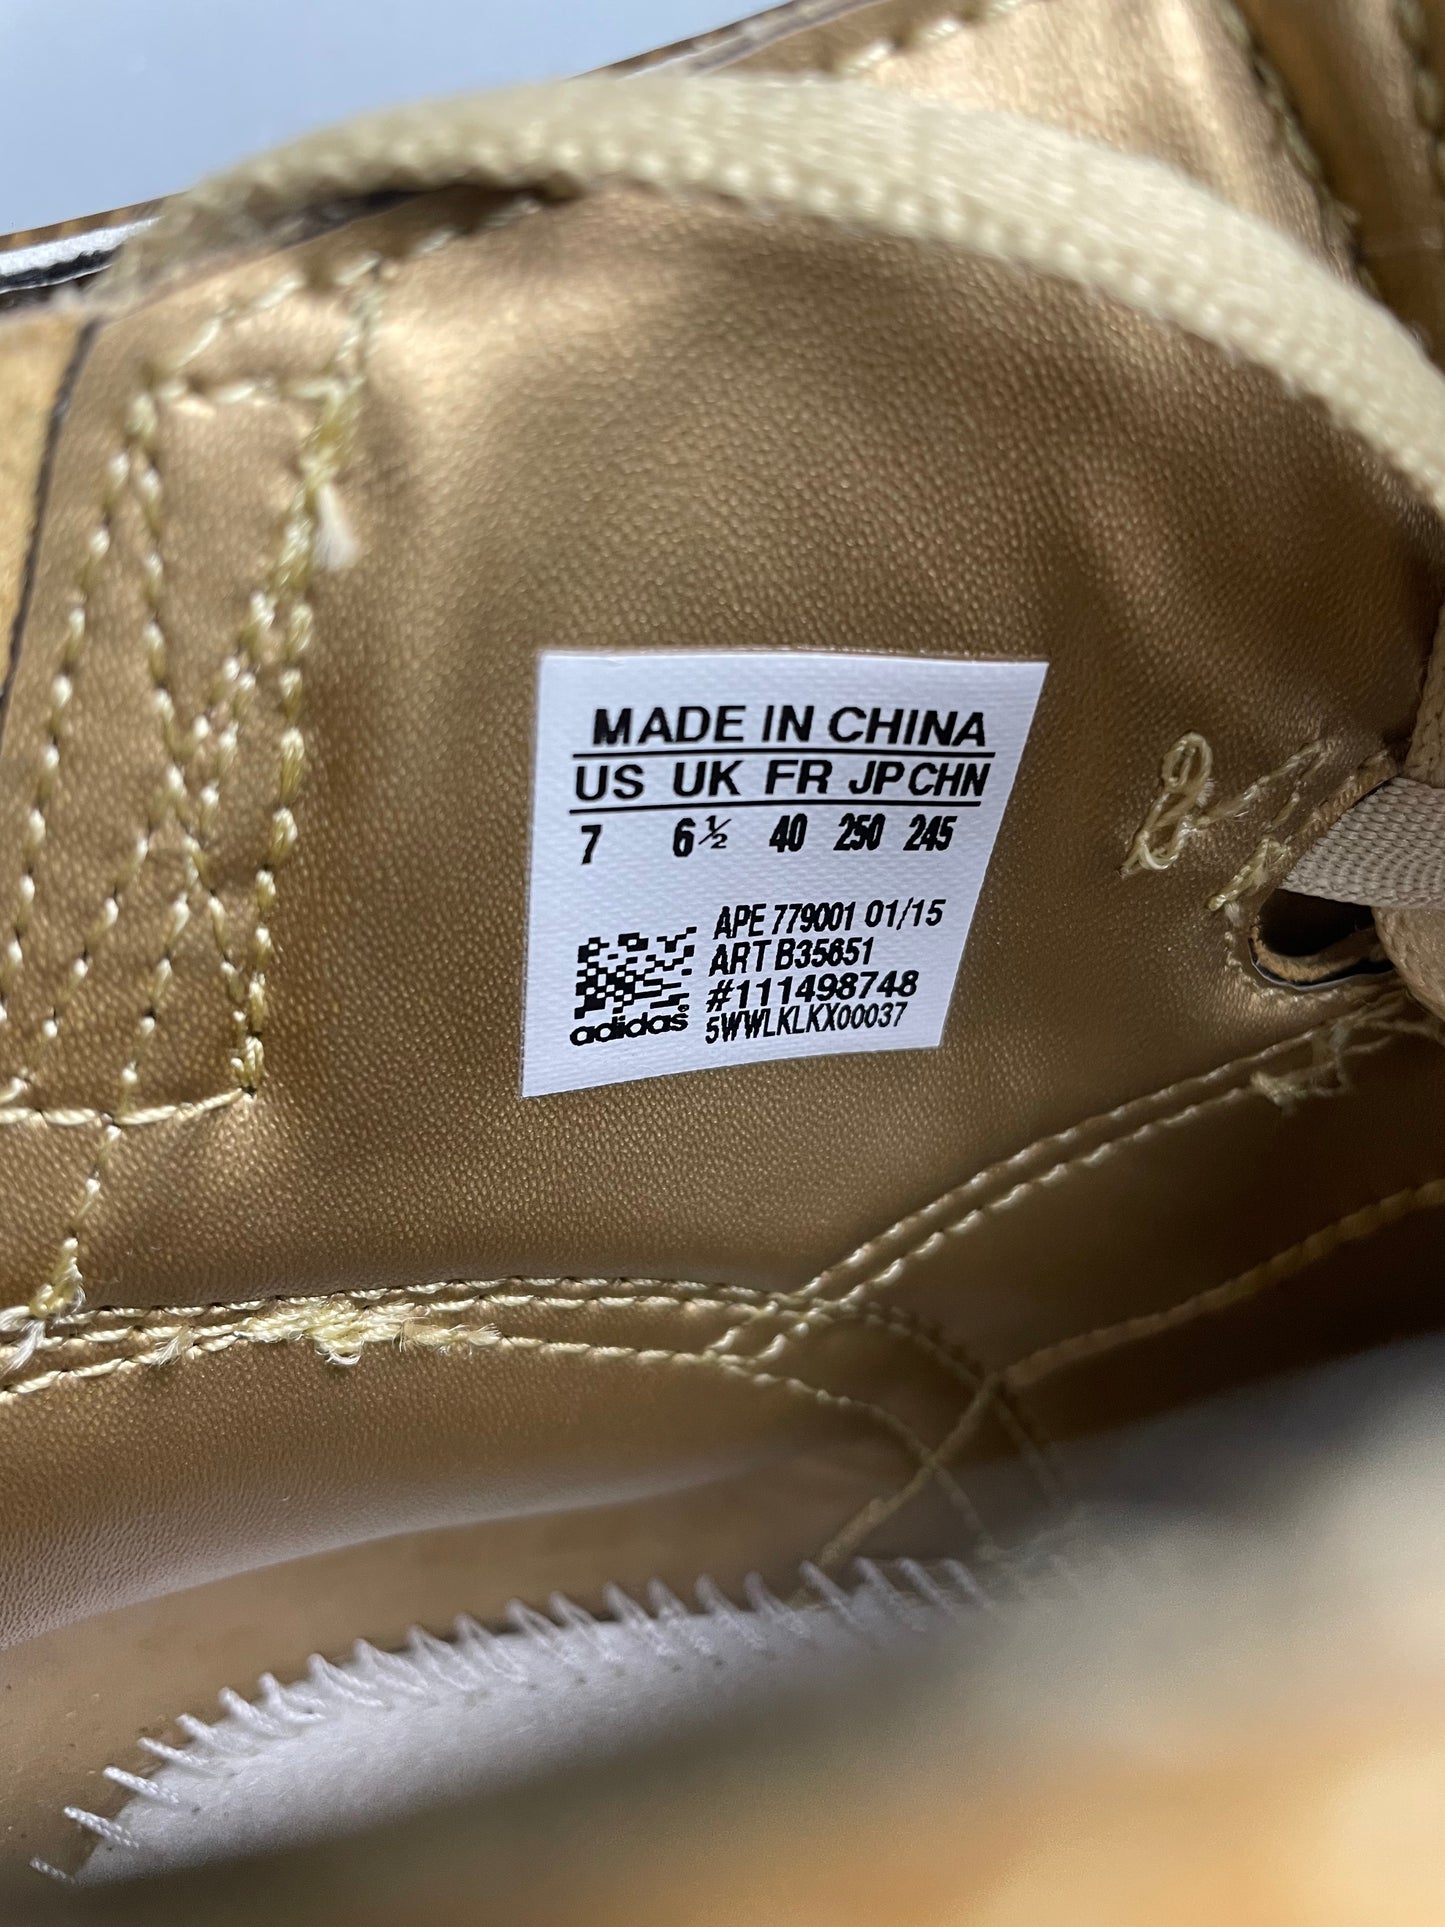 MADE IN CHINA
US UK FR JP CHN
7 6½ 40 250 245
APE 779001 01/15
ART B35651
#111498748
5WWLKLKX00037
adidas